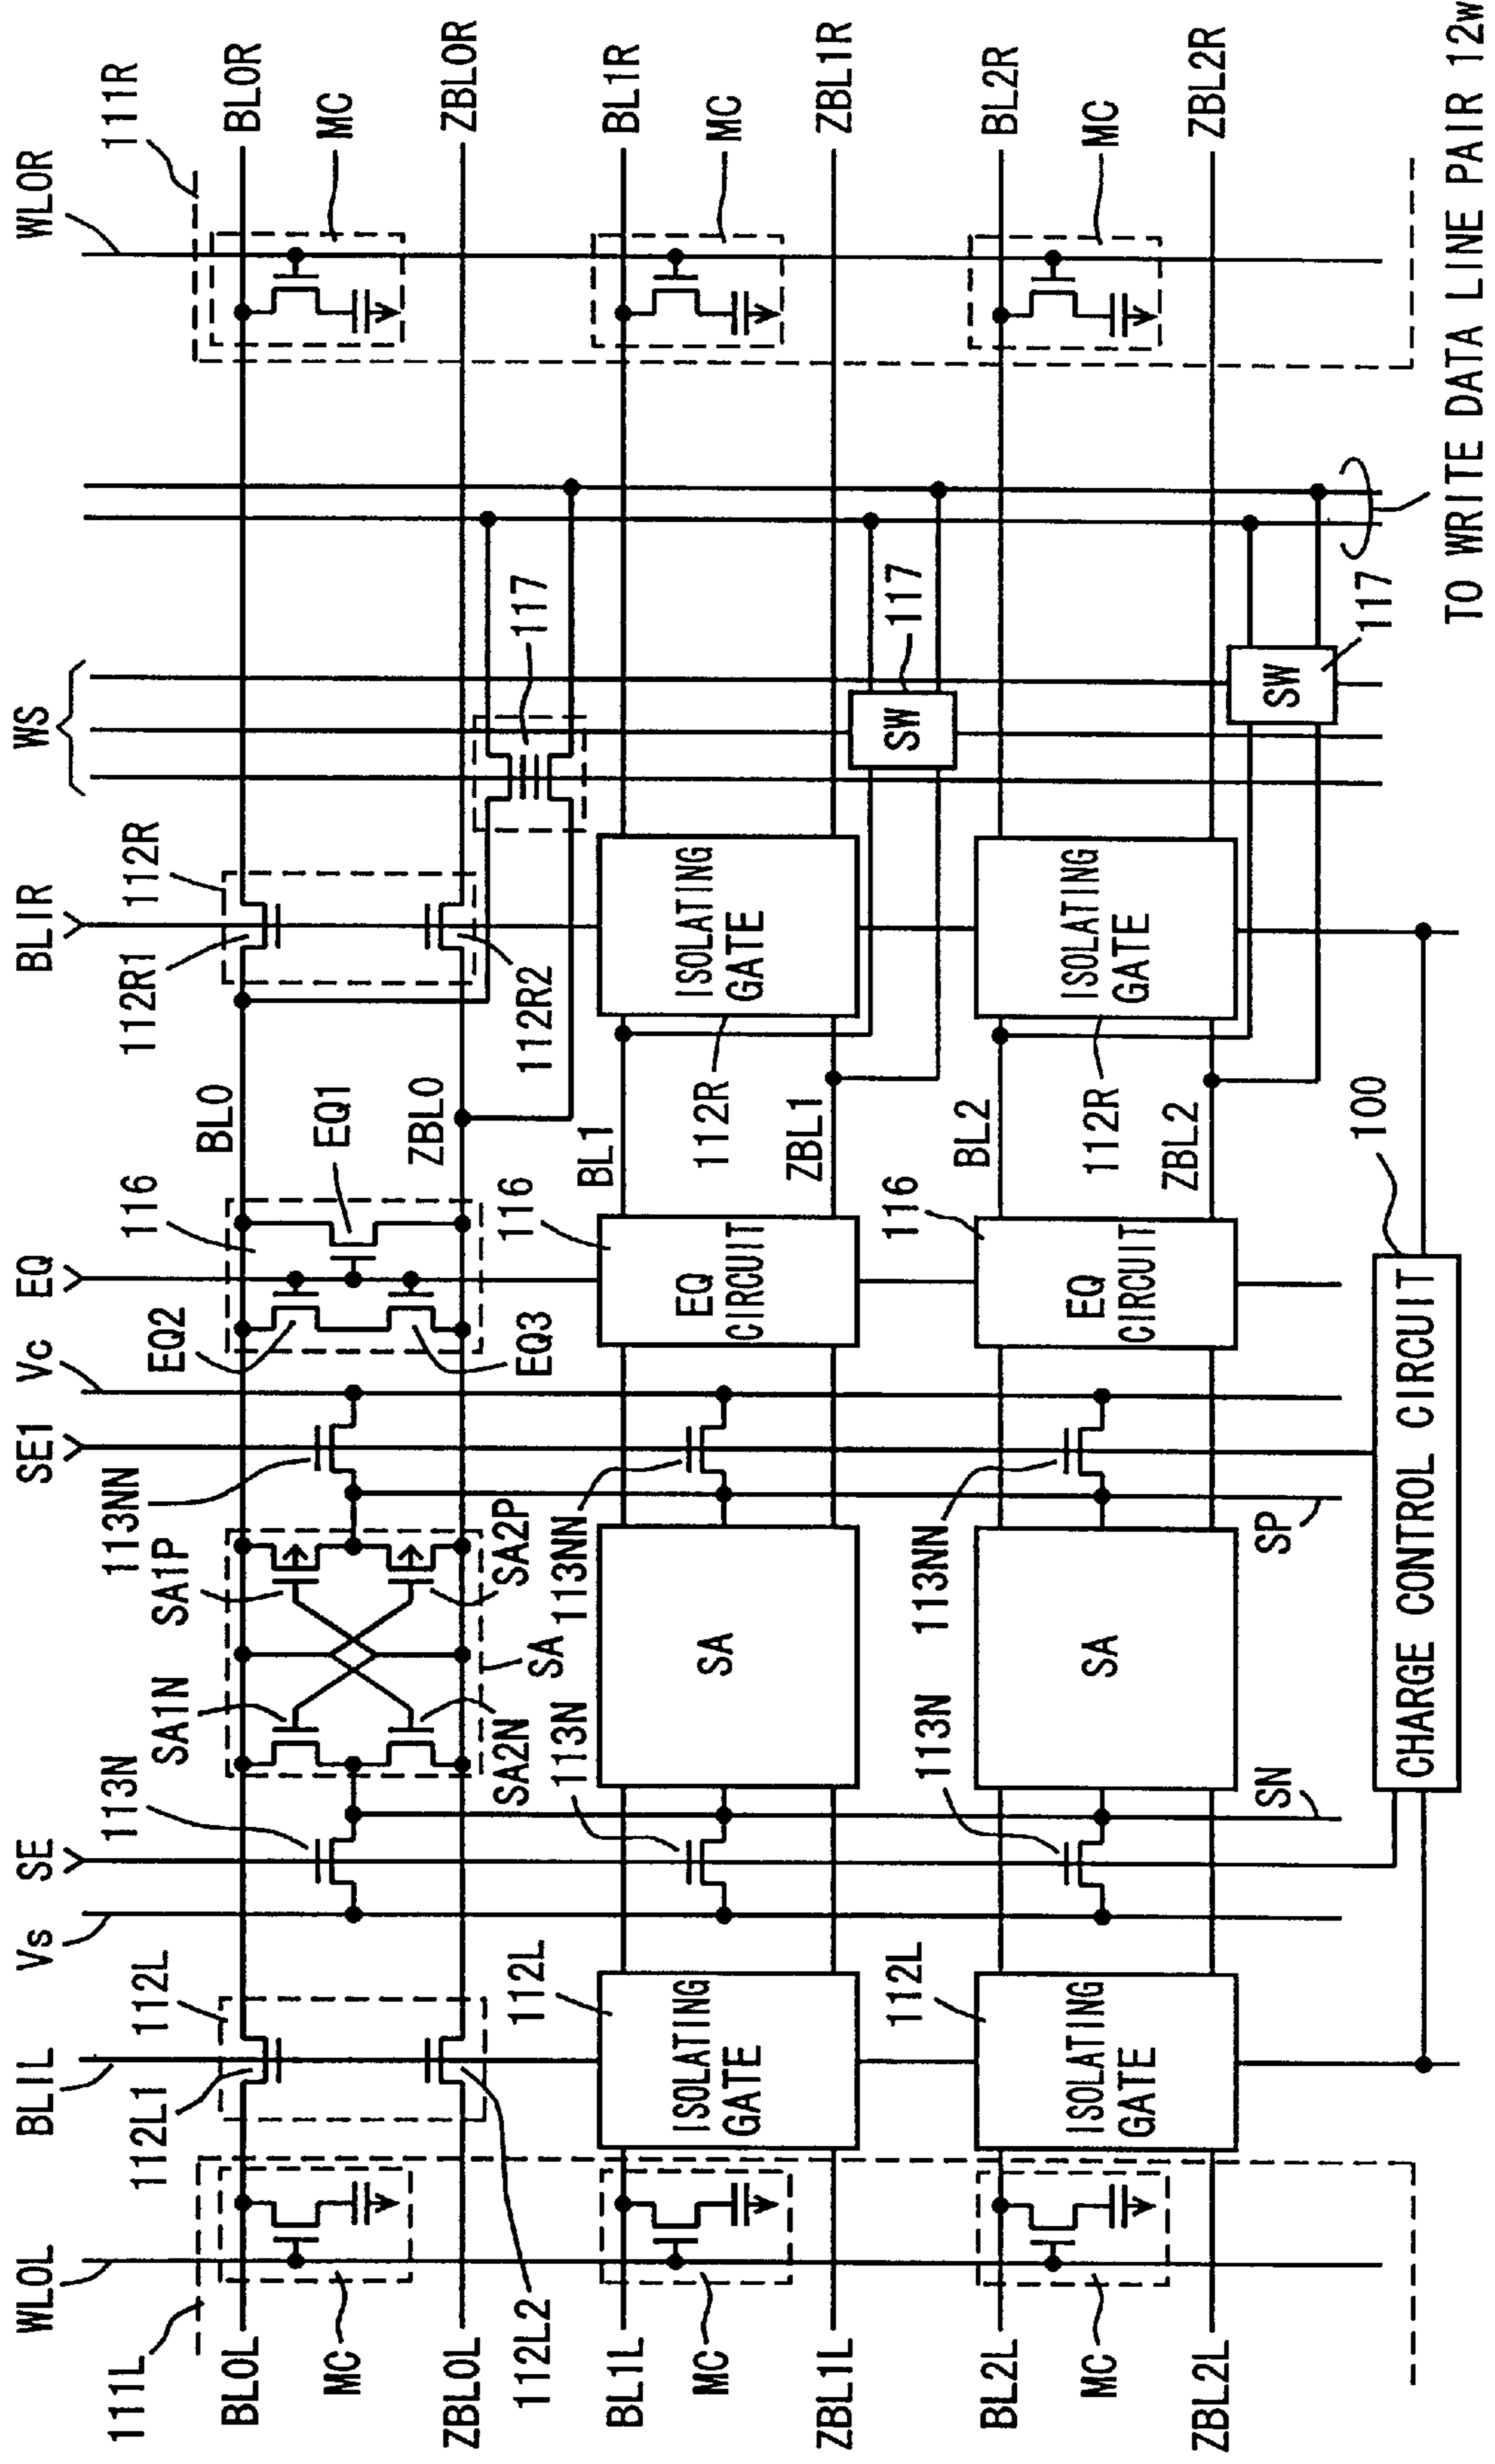 111L
WL0L
BLIL
Vs
SE
SE1
Vc
EQ
BLIR
WS
WL0R
111R
112L1
112L
113N
SA1N
SA1P
113NN
EQ2
116
BL0
EQ1
112R1
112R
BL0L
MC
BL0R
MC
ZBL0L
112L2
SA2N
SA
SA2P
EQ3
ZBL0
112R2
117
ZBL0R
112L
113N
113NN
116
BL1L
BL1
BL1R
MC
ISOLATING
GATE
SA
EQ
CIRCUIT
112R
ISOLATING
GATE
MC
ZBL1L
ZBL1
SW
117
ZBL1R
112L
113N
113NN
116
BL2L
BL2
BL2R
MC
ISOLATING
GATE
SA
EQ
CIRCUIT
112R
ISOLATING
GATE
MC
ZBL2L
ZBL2
ZBL2R
SN
SP
SW
117
100
CHARGE CONTROL CIRCUIT
TO WRITE DATA LINE PAIR 12w